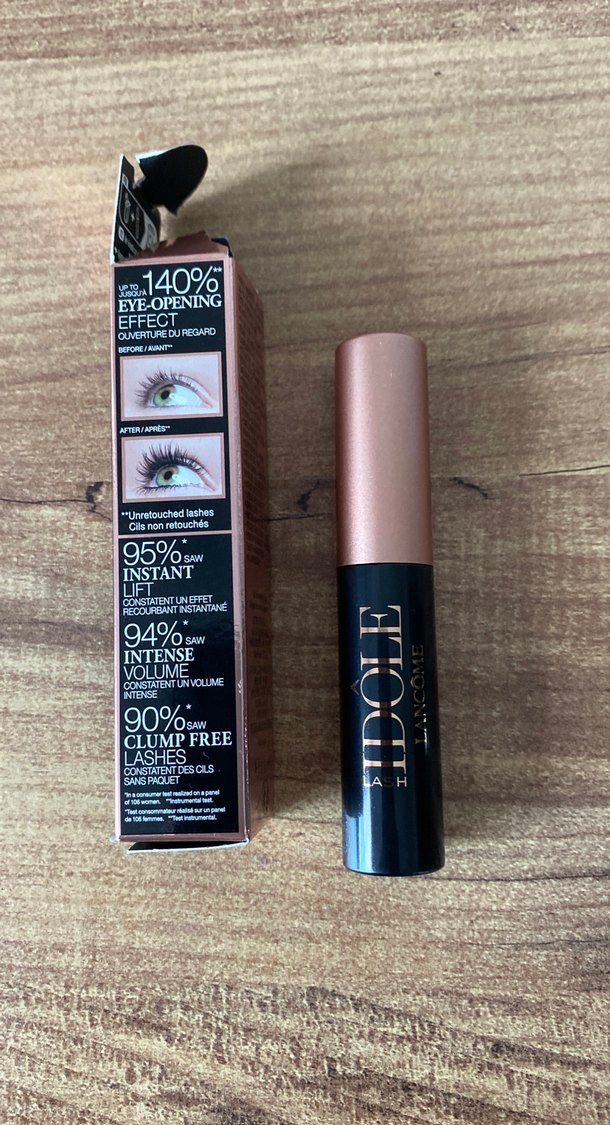 UP TO
JUSQU'À
140%**
EYE-OPENING
EFFECT
OUVERTURE DU REGARD
BEFORE / AVANT**
AFTER / APRÈS**
**Unretouched lashes
Cils non retouchés
95%* SAW
INSTANT
LIFT
CONSTATENT UN EFFET
RECOURBANT INSTANTANÉ
94%* SAW
INTENSE
VOLUME
CONSTATENT UN VOLUME
INTENSE
90%* SAW
CLUMP FREE
LASHES
CONSTATENT DES CILS
SANS PAQUET
*In a consumer test realized on a panel
of 106 women. **Instrumental test.
*Test consommateur réalisé sur un panel
de 106 femmes. **Test instrumental.
LASH
IDÔLE
LANCÔME